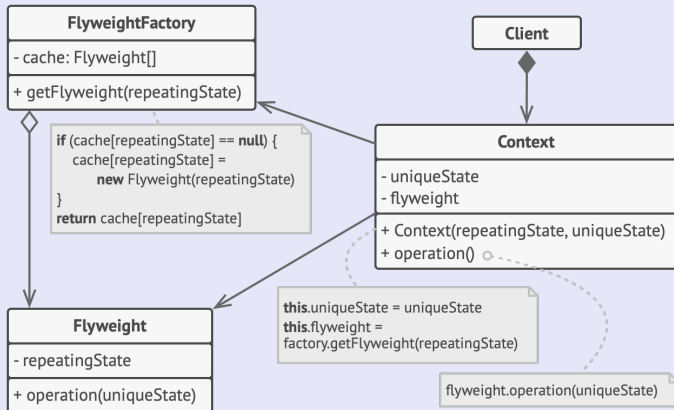 FlyweightFactory
- cache: Flyweight[]
+ getFlyweight(repeatingState)
if (cache[repeatingState] == null) {
cache[repeatingState] =
new Flyweight(repeatingState)
}
return cache[repeatingState]
Client
Context
- uniqueState
- flyweight
+ Context(repeatingState, uniqueState)
+ operation()
this.uniqueState = uniqueState
this.flyweight =
factory.getFlyweight(repeatingState)
flyweight.operation(uniqueState)
Flyweight
- repeatingState
+ operation(uniqueState)